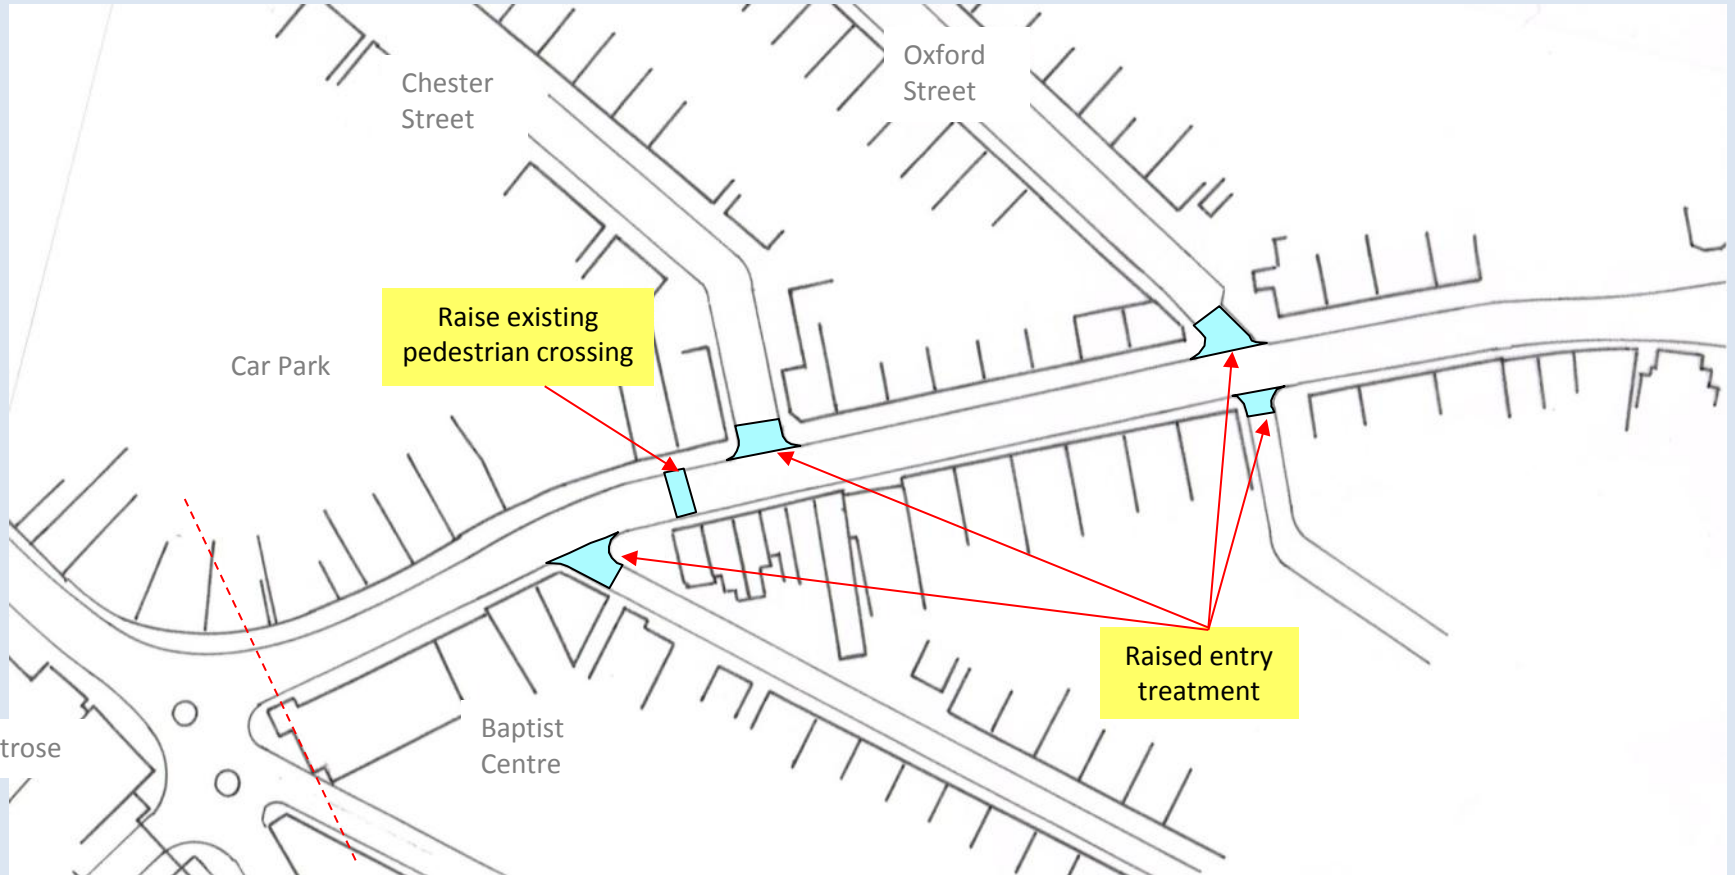 Oxford
Street
Chester
Street
Raise existing
pedestrian crossing
Car Park
Raised entry
treatment
trose
Baptist
Centre